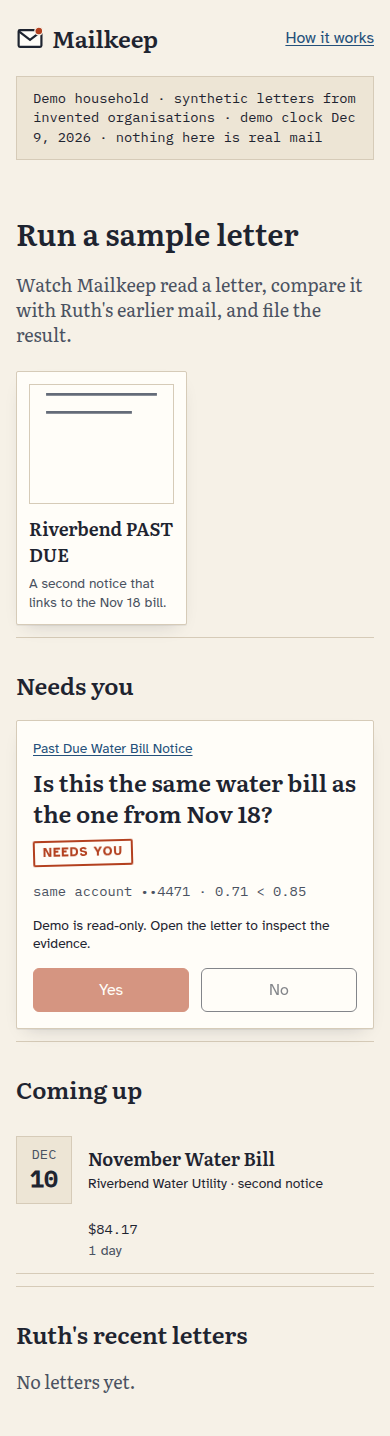 Mailkeep
How it works
Demo household · synthetic letters from
invented organisations · demo clock Dec
9, 2026 · nothing here is real mail
Run a sample letter
Watch Mailkeep read a letter, compare it
with Ruth's earlier mail, and file the
result.
Riverbend PAST
DUE
A second notice that
links to the Nov 18 bill.
Needs you
Past Due Water Bill Notice
Is this the same water bill as
the one from Nov 18?
NEEDS YOU
same account ••4471 · 0.71 < 0.85
Demo is read-only. Open the letter to inspect the
evidence.
Yes
No
Coming up
DEC
10
November Water Bill
Riverbend Water Utility · second notice
$84.17
1 day
Ruth's recent letters
No letters yet.